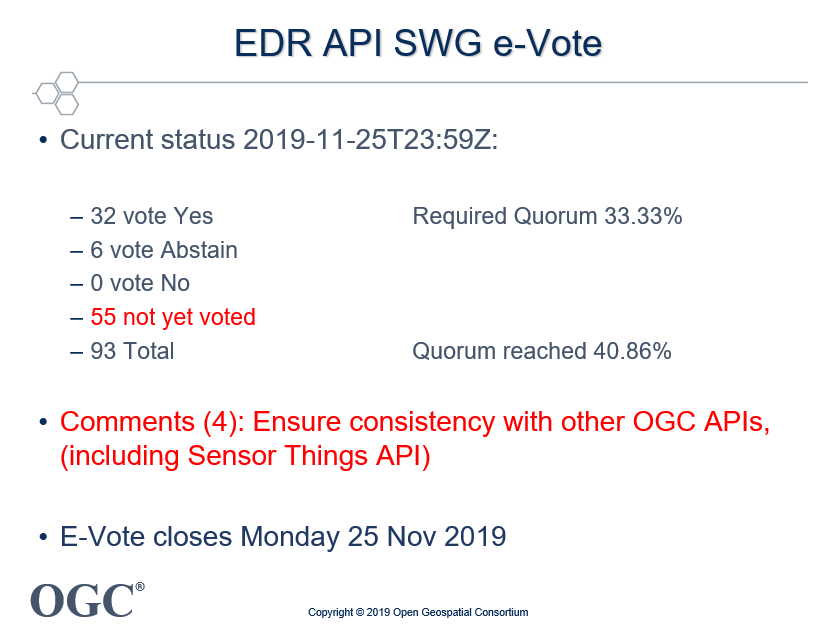 EDR API SWG e-Vote
• Current status 2019-11-25T23:59Z:
– 32 vote Yes Required Quorum 33.33%
– 6 vote Abstain
– 0 vote No
– 55 not yet voted
– 93 Total Quorum reached 40.86%
• Comments (4): Ensure consistency with other OGC APIs,
(including Sensor Things API)
• E-Vote closes Monday 25 Nov 2019
OGC®
Copyright © 2019 Open Geospatial Consortium